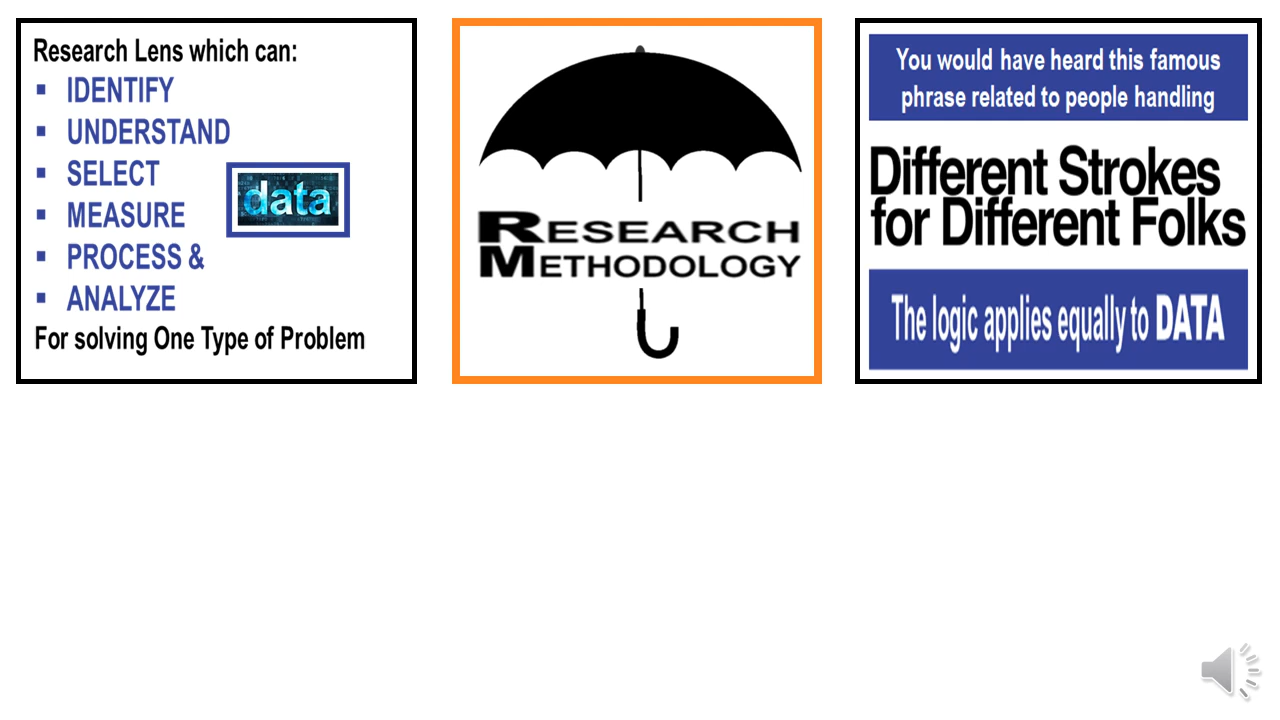 Research Lens which can:
▪ IDENTIFY
▪ UNDERSTAND
▪ SELECT
▪ MEASURE
▪ PROCESS &
▪ ANALYZE
data
For solving One Type of Problem
RESEARCH
METHODOLOGY
You would have heard this famous
phrase related to people handling
Different Strokes
for Different Folks
The logic applies equally to DATA